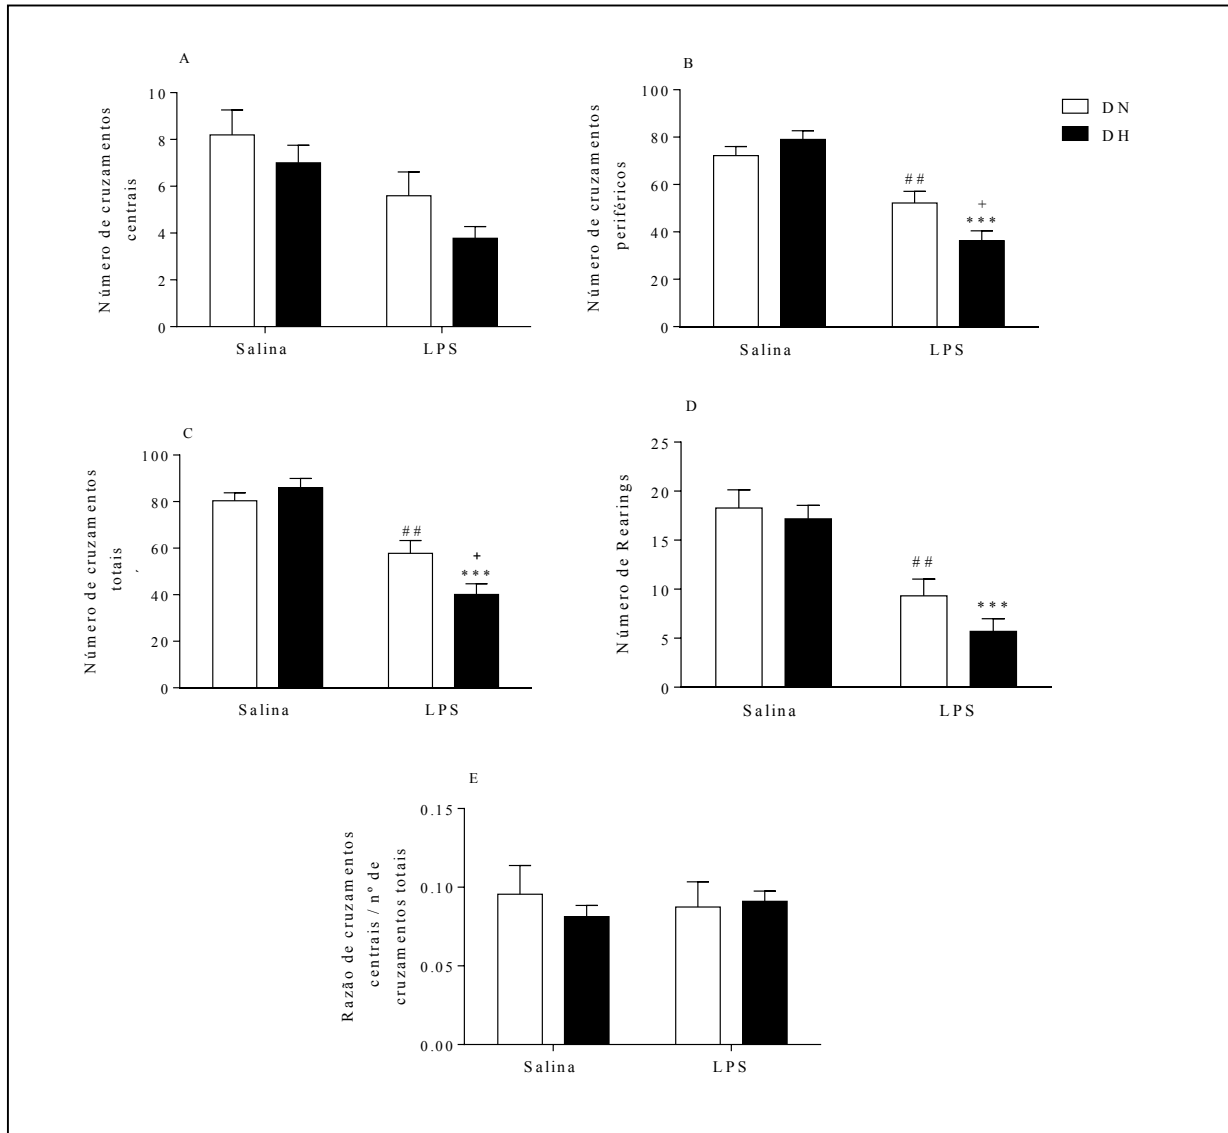 A
Número de cruzamentos
centrais
10
8
6
4
2
0
Salina LPS
B
Número de cruzamentos
periféricos
100
80
60
40
20
0
##
+
***
Salina LPS
DN
DH
C
Número de cruzamentos
totais
100
80
60
40
20
0
##
+
***
Salina LPS
D
Número de Rearings
25
20
15
10
5
0
##
***
Salina LPS
E
Razão de cruzamentos
centrais / nº de
cruzamentos totais
0.15
0.10
0.05
0.00
Salina LPS